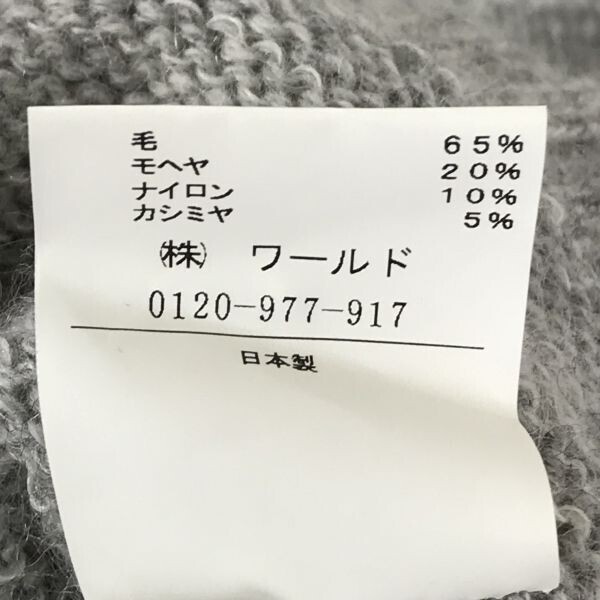 毛 65%
モヘヤ 20%
ナイロン 10%
カシミヤ 5%
㈱ ワールド
0120-977-917
日本製